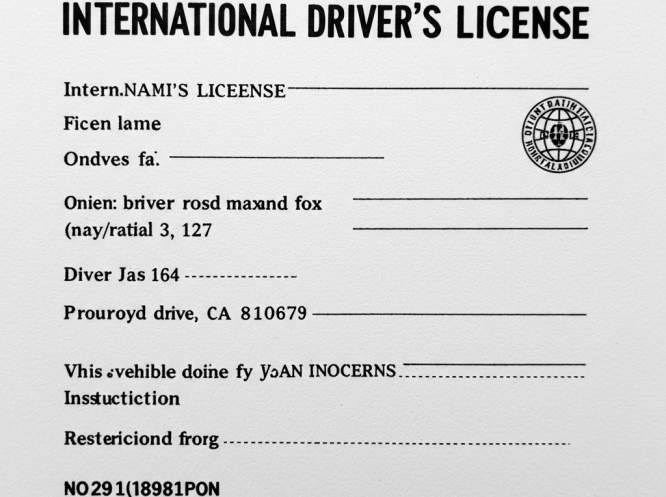 INTERNATIONAL DRIVER'S LICENSE
Intern.NAMI'S LICEENSE
Ficen lame
Ondves fa.
Onien: briver rosd maxand fox
(nay/ratial 3, 127
Diver Jas 164
Prouroyd drive, CA 810679
Vhis evehible doine fy YoAN INOCERNS
Insstuctiction
Restericiond frorg
NO291(18981PON